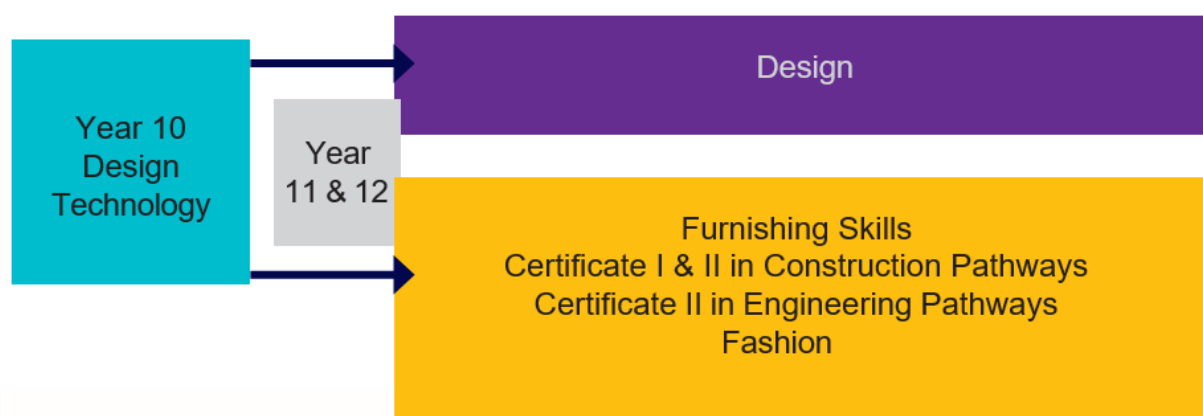 Year 10
Design
Technology
Year
11 & 12
Design
Furnishing Skills
Certificate I & II in Construction Pathways
Certificate II in Engineering Pathways
Fashion